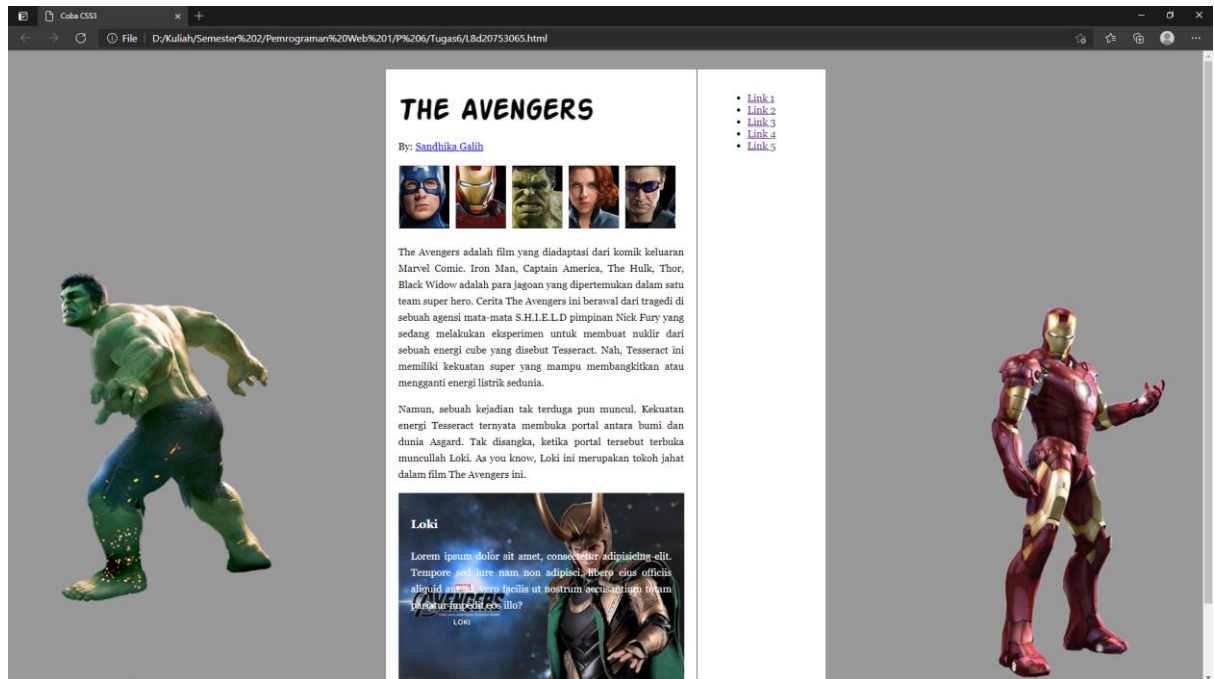 Coba CSS3
File
D:/Kuliah/Semester%202/Pemrograman%20Web%201/P%206/Tugas6/L8d20753065.html
THE AVENGERS
By: Sandhika Galih
The Avengers adalah film yang diadaptasi dari komik keluaran
Marvel Comic. Iron Man, Captain America, The Hulk, Thor,
Black Widow adalah para jagoan yang dipertemukan dalam satu
team super hero. Cerita The Avengers ini berawal dari tragedi di
sebuah agensi mata-mata S.H.I.E.L.D pimpinan Nick Fury yang
sedang melakukan eksperimen untuk membuat nuklir dari
sebuah energi cube yang disebut Tesseract. Nah, Tesseract ini
memiliki kekuatan super yang mampu membangkitkan atau
mengganti energi listrik sedunia.
Namun, sebuah kejadian tak terduga pun muncul. Kekuatan
energi Tesseract ternyata membuka portal antara bumi dan
dunia Asgard. Tak disangka, ketika portal tersebut terbuka
muncullah Loki. As you know, Loki ini merupakan tokoh jahat
dalam film The Avengers ini.
Loki
Lorem ipsum dolor sit amet, consectetur adipisicing elit.
Tempore sed iure nam non adipisci, libero eius officiis
aliquid autem, vero facilis ut nostrum accusantium totam
pariatur impedit eos illo?
AVENGERS
LOKI
Link 1
Link 2
Link 3
Link 4
Link 5